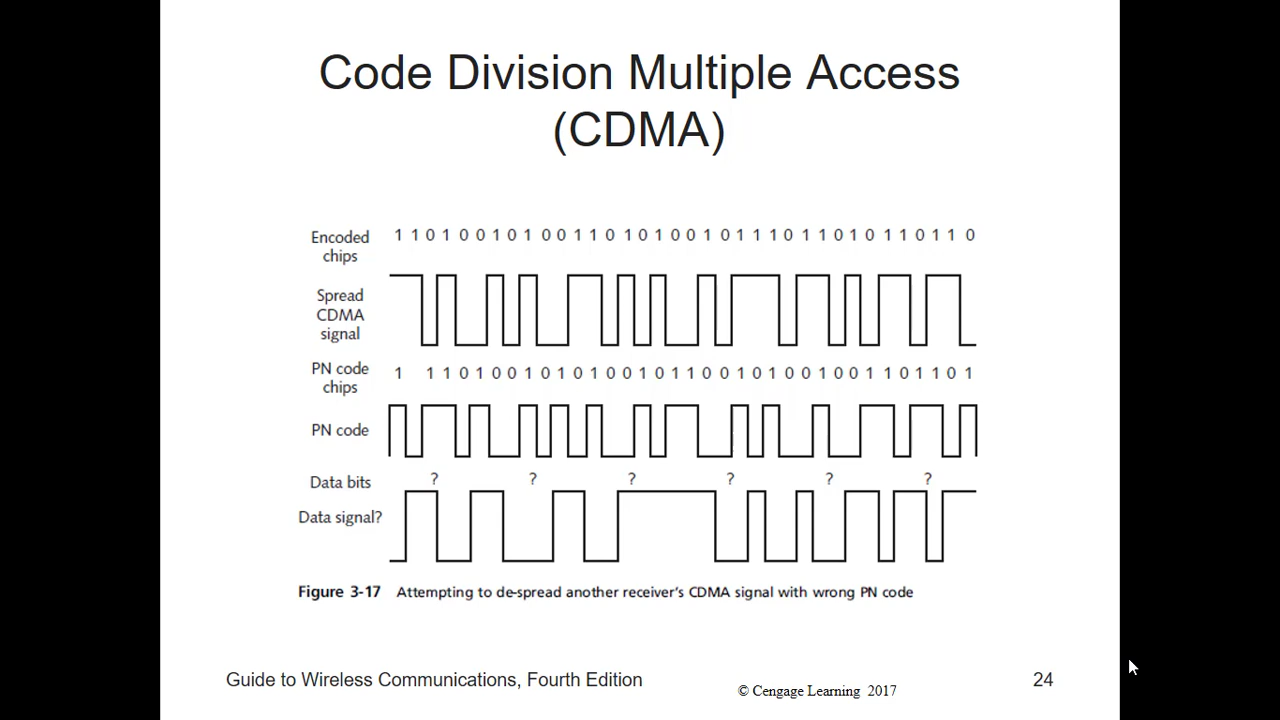 Code Division Multiple Access
(CDMA)
Encoded
chips
1 1 0 1 0 0 1 0 1 0 0 1 1 0 1 0 1 0 0 1 0 1 1 1 0 1 1 0 1 0 1 1 0 1 1 0
Spread
CDMA
signal
PN code
chips
1 1 1 0 1 0 0 1 0 1 0 1 0 0 1 0 1 1 0 0 1 0 1 0 0 1 0 0 1 1 0 1 1 0 1
PN code
Data bits
? ? ? ? ? ?
Data signal?
Figure 3-17 Attempting to de-spread another receiver's CDMA signal with wrong PN code
Guide to Wireless Communications, Fourth Edition
© Cengage Learning 2017
24